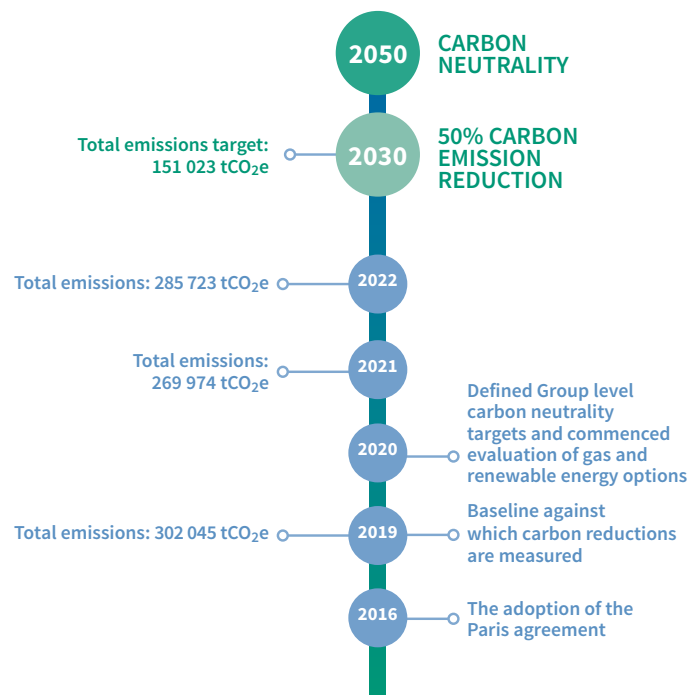 2050
CARBON
NEUTRALITY
Total emissions target:
151 023 tCO₂e
2030
50% CARBON
EMISSION
REDUCTION
Total emissions: 285 723 tCO₂e
2022
Total emissions:
269 974 tCO₂e
2021
2020
Defined Group level
carbon neutrality
targets and commenced
evaluation of gas and
renewable energy options
Total emissions: 302 045 tCO₂e
2019
Baseline against
which carbon reductions
are measured
2016
The adoption of the
Paris agreement